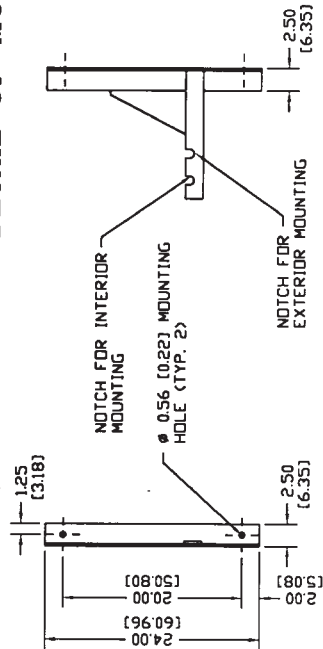 1.25
[3.18]
NOTCH FOR INTERIOR
MOUNTING
ø 0.56 [0.22] MOUNTING
HOLE (TYP. 2)
NOTCH FOR
EXTERIOR MOUNTING
2.50
[6.35]
2.50
[6.35]
2.00
[5.08]
20.00
[50.80]
24.00
[60.96]